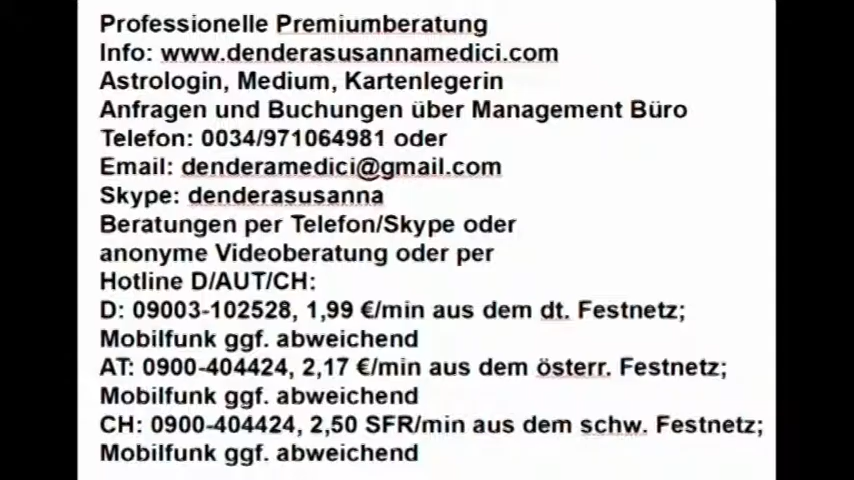 Professionelle Premiumberatung
Info: www.denderasusannamedici.com
Astrologin, Medium, Kartenlegerin
Anfragen und Buchungen über Management Büro
Telefon: 0034/971064981 oder
Email: denderamedici@gmail.com
Skype: denderasusanna
Beratungen per Telefon/Skype oder
anonyme Videoberatung oder per
Hotline D/AUT/CH:
D: 09003-102528, 1,99 €/min aus dem dt. Festnetz;
Mobilfunk ggf. abweichend
AT: 0900-404424, 2,17 €/min aus dem österr. Festnetz;
Mobilfunk ggf. abweichend
CH: 0900-404424, 2,50 SFR/min aus dem schw. Festnetz;
Mobilfunk ggf. abweichend